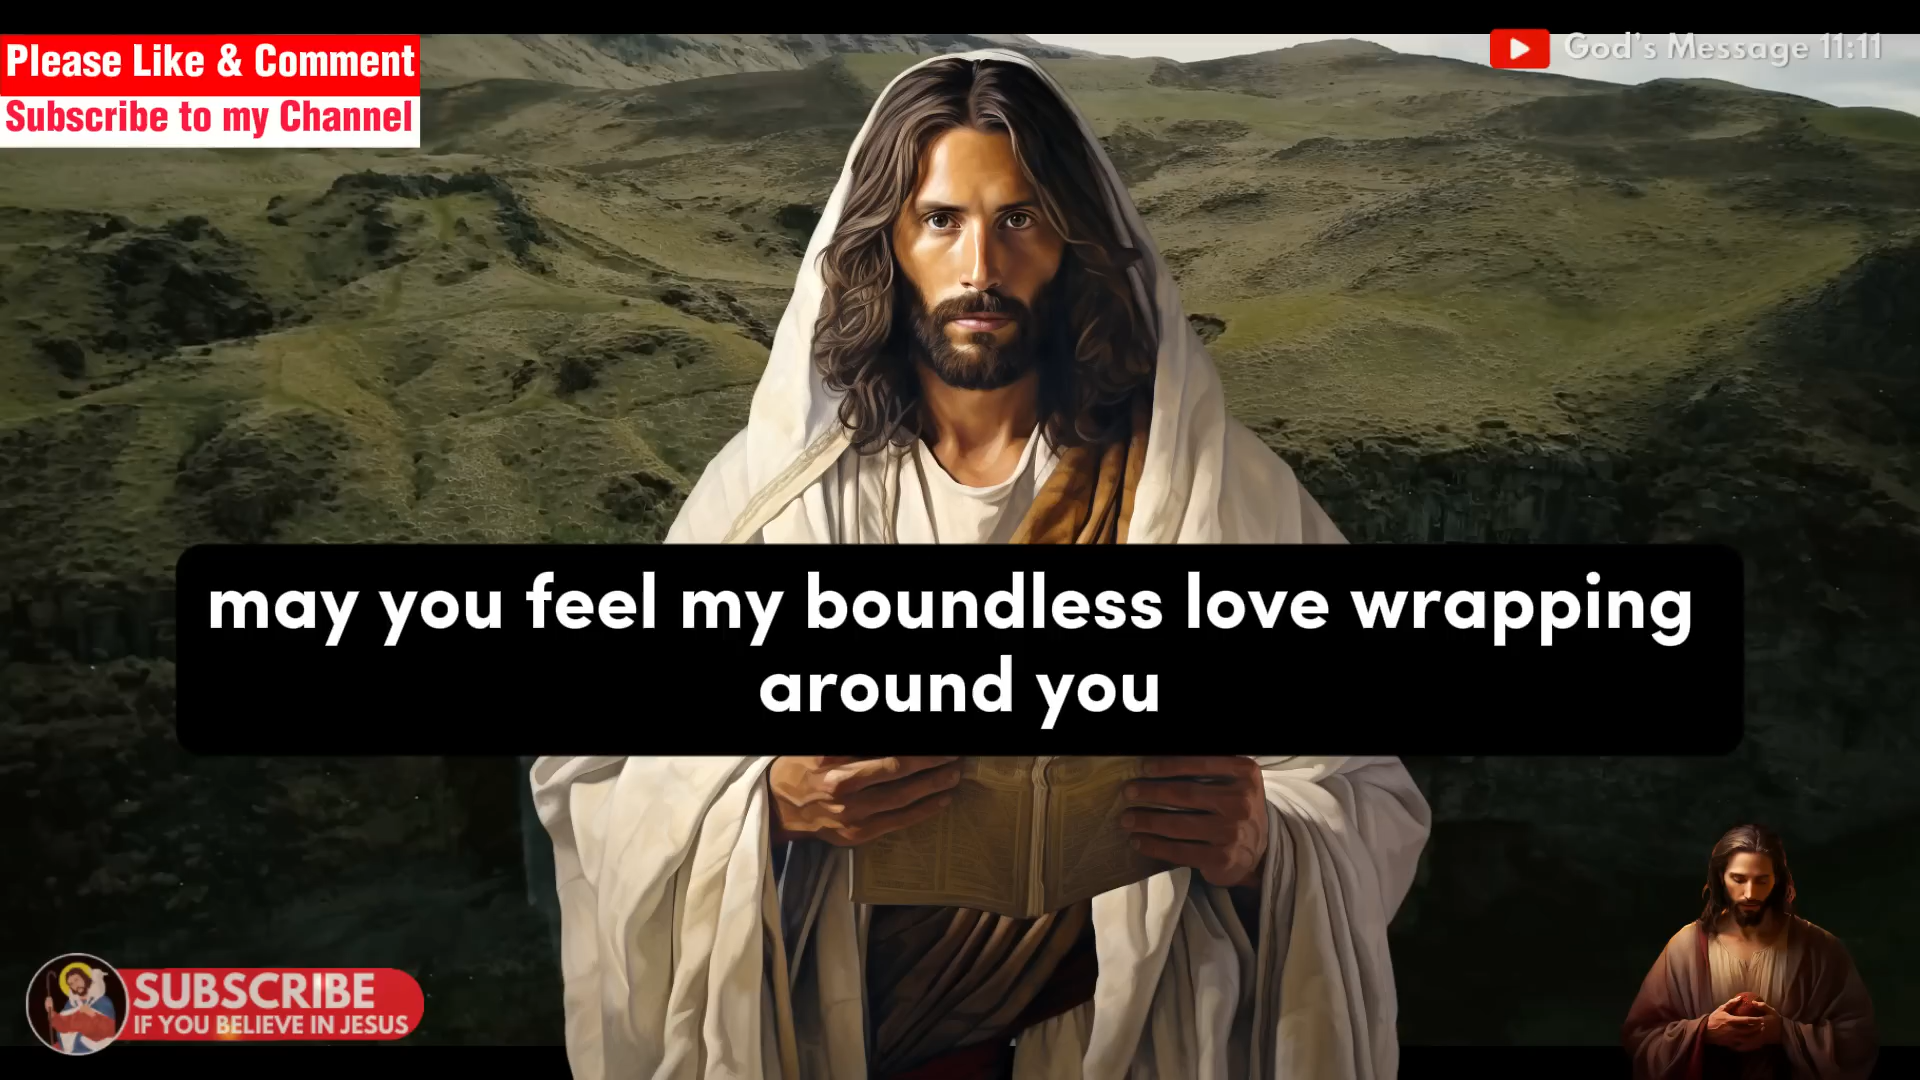 Please Like & Comment
Subscribe to my Channel
God's Message 11:11
may you feel my boundless love wrapping
around you
SUBSCRIBE
IF YOU BELIEVE IN JESUS